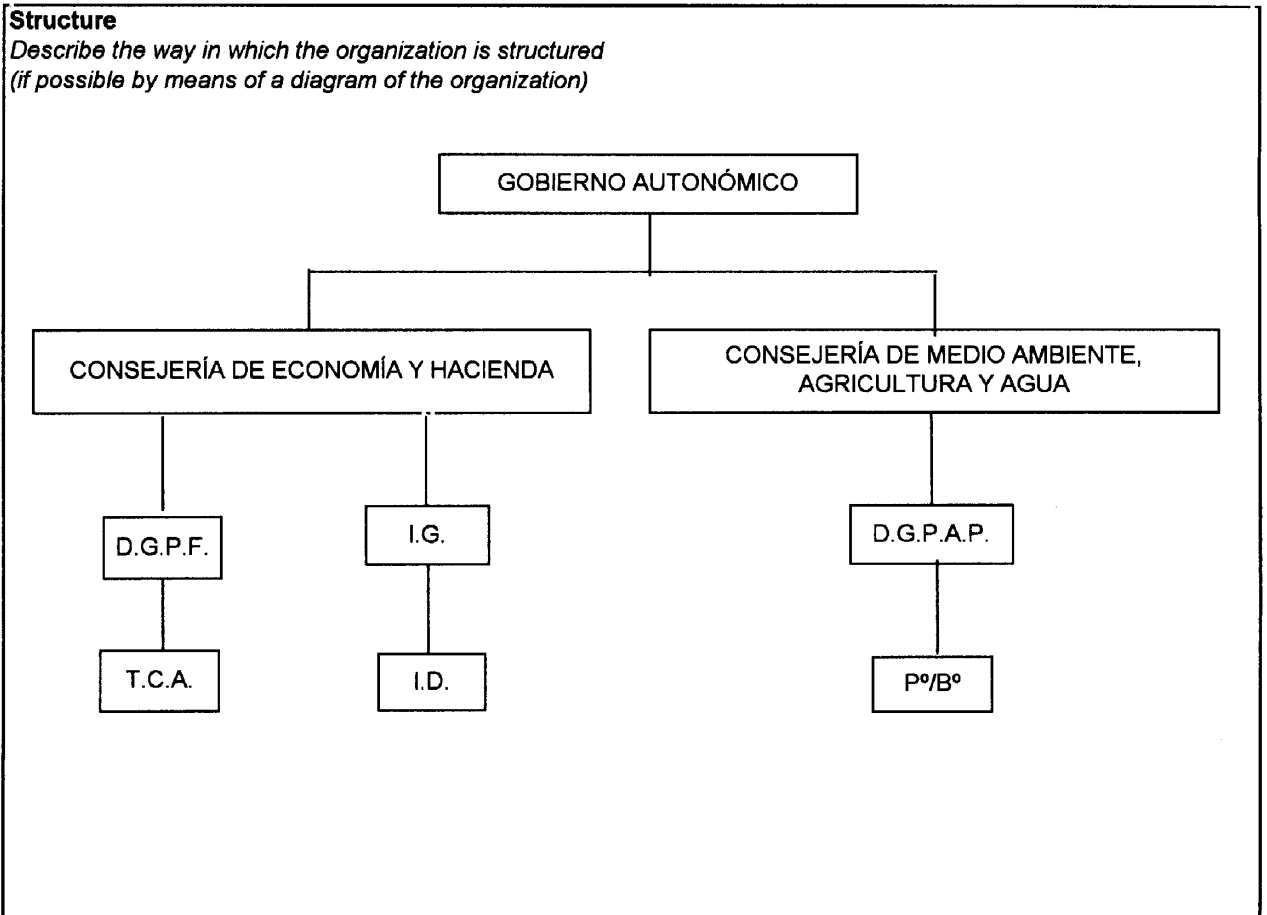 Structure
Describe the way in which the organization is structured
(if possible by means of a diagram of the organization)
GOBIERNO AUTONÓMICO
CONSEJERÍA DE ECONOMÍA Y HACIENDA
CONSEJERÍA DE MEDIO AMBIENTE,
AGRICULTURA Y AGUA
D.G.P.F.
I.G.
D.G.P.A.P.
T.C.A.
I.D.
Pº/Bº